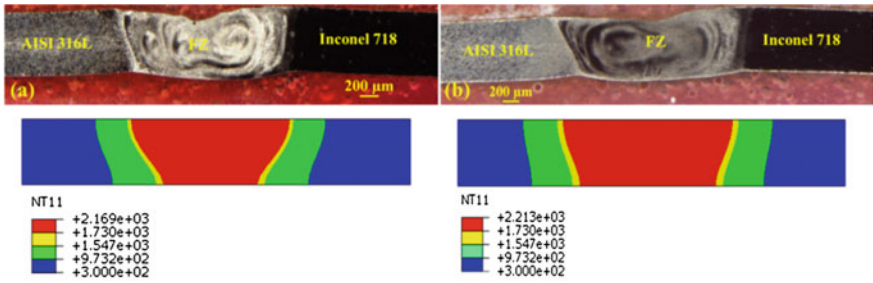 AISI 316L
FZ
Inconel 718
(a)
200 µm
AISI 316L
FZ
Inconel 718
(b)
200 µm
NT11
+2.169e+03
+1.730e+03
+1.547e+03
+9.732e+02
+3.000e+02
NT11
+2.213e+03
+1.730e+03
+1.547e+03
+9.732e+02
+3.000e+02